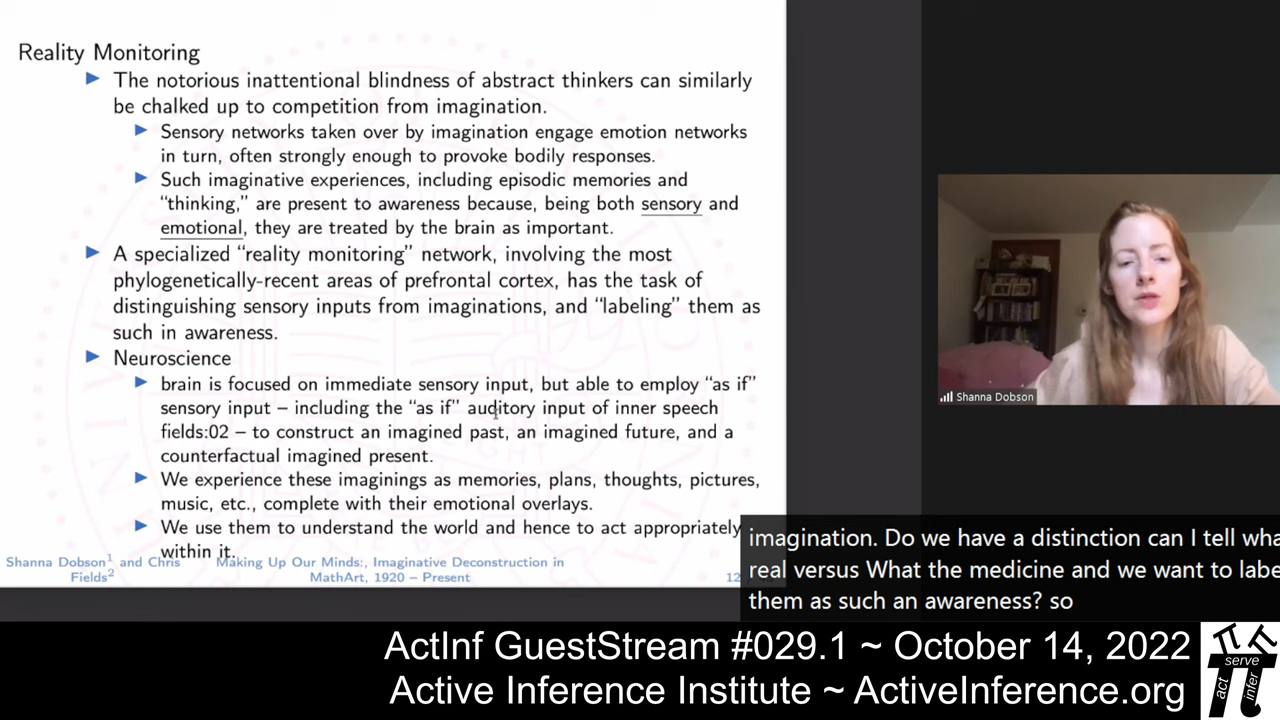 Reality Monitoring
The notorious inattentional blindness of abstract thinkers can similarly
be chalked up to competition from imagination.
Sensory networks taken over by imagination engage emotion networks
in turn, often strongly enough to provoke bodily responses.
Such imaginative experiences, including episodic memories and
“thinking,” are present to awareness because, being both sensory and
emotional, they are treated by the brain as important.
A specialized “reality monitoring” network, involving the most
phylogenetically-recent areas of prefrontal cortex, has the task of
distinguishing sensory inputs from imaginations, and “labeling” them as
such in awareness.
Neuroscience
brain is focused on immediate sensory input, but able to employ “as if”
sensory input – including the “as if” auditory input of inner speech
fields:02 – to construct an imagined past, an imagined future, and a
counterfactual imagined present.
We experience these imaginings as memories, plans, thoughts, pictures,
music, etc., complete with their emotional overlays.
We use them to understand the world and hence to act appropriately
within it.
Shanna Dobson1 and Chris
Fields2
Making Up Our Minds:, Imaginative Deconstruction in
MathArt, 1920 – Present
12
Shanna Dobson
imagination. Do we have a distinction can I tell wha
real versus What the medicine and we want to labe
them as such an awareness? so
ActInf GuestStream #029.1 ~ October 14, 2022
Active Inference Institute ~ ActiveInference.org
serve
act
infer